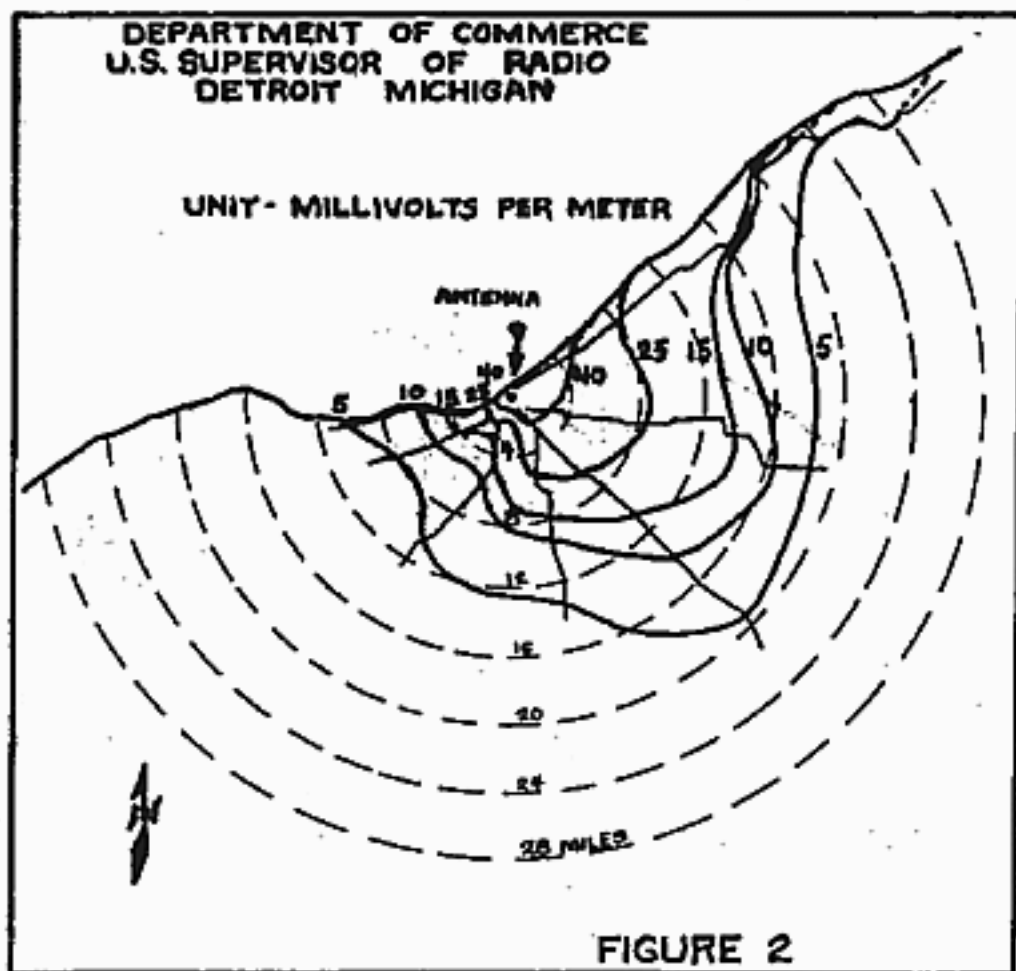 DEPARTMENT OF COMMERCE
U.S. SUPERVISOR OF RADIO
DETROIT MICHIGAN
UNIT - MILLIVOLTS PER METER
ANTENNA
40
5 10 15 25
40 25 15 10 5
4
8
12
16
20
24
28 MILES
N
FIGURE 2